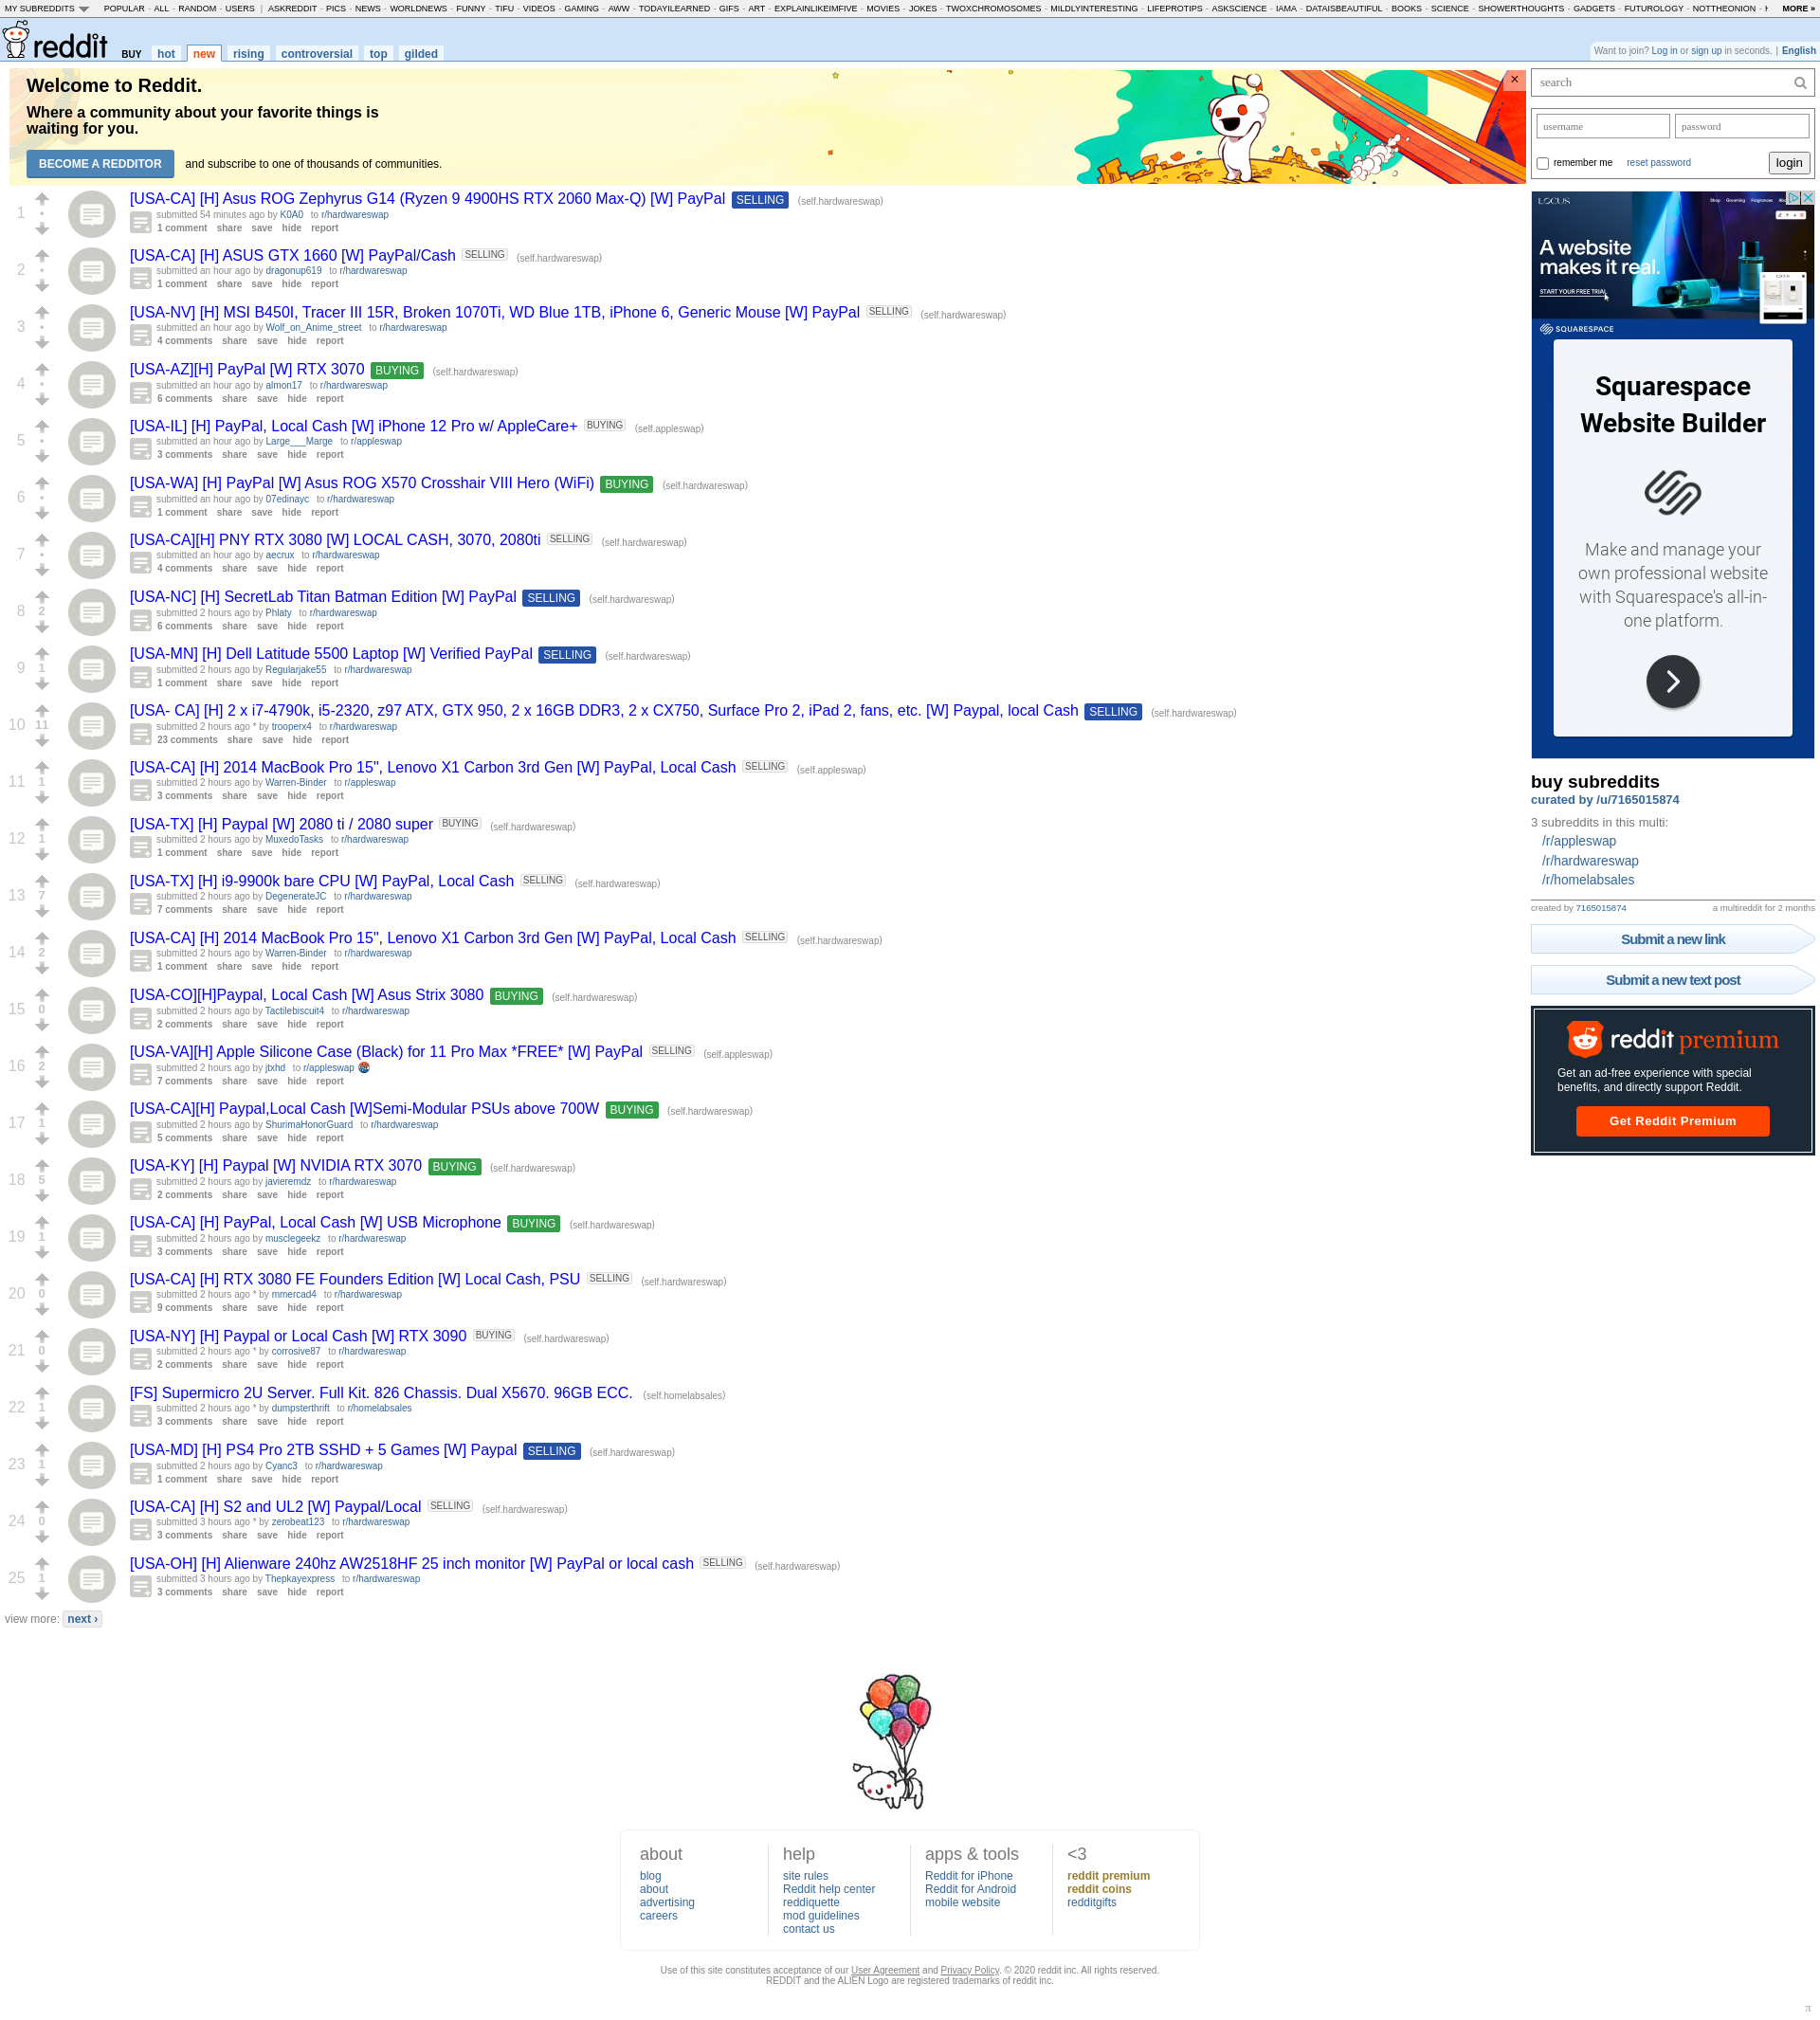 MY SUBREDDITS POPULAR - ALL - RANDOM - USERS | ASKREDDIT - PICS - NEWS - WORLDNEWS - FUNNY - TIFU - VIDEOS - GAMING - AWW - TODAYILEARNED - GIFS - ART - EXPLAINLIKEIMFIVE - MOVIES - JOKES - TWOXCHROMOSOMES - MILDLYINTERESTING - LIFEPROTIPS - ASKSCIENCE - IAMA - DATAISBEAUTIFUL - BOOKS - SCIENCE - SHOWERTHOUGHTS - GADGETS - FUTUROLOGY - NOTTHEONION - MORE »
reddit BUY hot new rising controversial top gilded
Want to join? Log in or sign up in seconds. | English
Welcome to Reddit.
Where a community about your favorite things is
waiting for you.
BECOME A REDDITOR and subscribe to one of thousands of communities.
×
1 [USA-CA] [H] Asus ROG Zephyrus G14 (Ryzen 9 4900HS RTX 2060 Max-Q) [W] PayPal SELLING (self.hardwareswap)
submitted 54 minutes ago by K0A0 to r/hardwareswap
1 comment share save hide report
2 [USA-CA] [H] ASUS GTX 1660 [W] PayPal/Cash SELLING (self.hardwareswap)
submitted an hour ago by dragonup619 to r/hardwareswap
1 comment share save hide report
3 [USA-NV] [H] MSI B450I, Tracer III 15R, Broken 1070Ti, WD Blue 1TB, iPhone 6, Generic Mouse [W] PayPal SELLING (self.hardwareswap)
submitted an hour ago by Wolf_on_Anime_street to r/hardwareswap
4 comments share save hide report
4 [USA-AZ][H] PayPal [W] RTX 3070 BUYING (self.hardwareswap)
submitted an hour ago by almon17 to r/hardwareswap
6 comments share save hide report
5 [USA-IL] [H] PayPal, Local Cash [W] iPhone 12 Pro w/ AppleCare+ BUYING (self.appleswap)
submitted an hour ago by Large___Marge to r/appleswap
3 comments share save hide report
6 [USA-WA] [H] PayPal [W] Asus ROG X570 Crosshair VIII Hero (WiFi) BUYING (self.hardwareswap)
submitted an hour ago by 07edinayc to r/hardwareswap
1 comment share save hide report
7 [USA-CA][H] PNY RTX 3080 [W] LOCAL CASH, 3070, 2080ti SELLING (self.hardwareswap)
submitted an hour ago by aecrux to r/hardwareswap
4 comments share save hide report
8 2 [USA-NC] [H] SecretLab Titan Batman Edition [W] PayPal SELLING (self.hardwareswap)
submitted 2 hours ago by Phlaty to r/hardwareswap
6 comments share save hide report
9 1 [USA-MN] [H] Dell Latitude 5500 Laptop [W] Verified PayPal SELLING (self.hardwareswap)
submitted 2 hours ago by Regularjake55 to r/hardwareswap
1 comment share save hide report
10 11 [USA- CA] [H] 2 x i7-4790k, i5-2320, z97 ATX, GTX 950, 2 x 16GB DDR3, 2 x CX750, Surface Pro 2, iPad 2, fans, etc. [W] Paypal, local Cash SELLING (self.hardwareswap)
submitted 2 hours ago * by trooperx4 to r/hardwareswap
23 comments share save hide report
11 1 [USA-CA] [H] 2014 MacBook Pro 15", Lenovo X1 Carbon 3rd Gen [W] PayPal, Local Cash SELLING (self.appleswap)
submitted 2 hours ago by Warren-Binder to r/appleswap
3 comments share save hide report
12 1 [USA-TX] [H] Paypal [W] 2080 ti / 2080 super BUYING (self.hardwareswap)
submitted 2 hours ago by MuxedoTasks to r/hardwareswap
1 comment share save hide report
13 7 [USA-TX] [H] i9-9900k bare CPU [W] PayPal, Local Cash SELLING (self.hardwareswap)
submitted 2 hours ago by DegenerateJC to r/hardwareswap
7 comments share save hide report
14 2 [USA-CA] [H] 2014 MacBook Pro 15", Lenovo X1 Carbon 3rd Gen [W] PayPal, Local Cash SELLING (self.hardwareswap)
submitted 2 hours ago by Warren-Binder to r/hardwareswap
1 comment share save hide report
15 0 [USA-CO][H]Paypal, Local Cash [W] Asus Strix 3080 BUYING (self.hardwareswap)
submitted 2 hours ago by Tactilebiscuit4 to r/hardwareswap
2 comments share save hide report
16 2 [USA-VA][H] Apple Silicone Case (Black) for 11 Pro Max *FREE* [W] PayPal SELLING (self.appleswap)
submitted 2 hours ago by jtxhd to r/appleswap
7 comments share save hide report
17 1 [USA-CA][H] Paypal,Local Cash [W]Semi-Modular PSUs above 700W BUYING (self.hardwareswap)
submitted 2 hours ago by ShurimaHonorGuard to r/hardwareswap
5 comments share save hide report
18 5 [USA-KY] [H] Paypal [W] NVIDIA RTX 3070 BUYING (self.hardwareswap)
submitted 2 hours ago by javieremdz to r/hardwareswap
2 comments share save hide report
19 1 [USA-CA] [H] PayPal, Local Cash [W] USB Microphone BUYING (self.hardwareswap)
submitted 2 hours ago by musclegeekz to r/hardwareswap
3 comments share save hide report
20 0 [USA-CA] [H] RTX 3080 FE Founders Edition [W] Local Cash, PSU SELLING (self.hardwareswap)
submitted 2 hours ago * by mmercad4 to r/hardwareswap
9 comments share save hide report
21 0 [USA-NY] [H] Paypal or Local Cash [W] RTX 3090 BUYING (self.hardwareswap)
submitted 2 hours ago * by corrosive87 to r/hardwareswap
2 comments share save hide report
22 1 [FS] Supermicro 2U Server. Full Kit. 826 Chassis. Dual X5670. 96GB ECC. (self.homelabsales)
submitted 2 hours ago * by dumpsterthrift to r/homelabsales
3 comments share save hide report
23 1 [USA-MD] [H] PS4 Pro 2TB SSHD + 5 Games [W] Paypal SELLING (self.hardwareswap)
submitted 2 hours ago by Cyanc3 to r/hardwareswap
1 comment share save hide report
24 0 [USA-CA] [H] S2 and UL2 [W] Paypal/Local SELLING (self.hardwareswap)
submitted 3 hours ago * by zerobeat123 to r/hardwareswap
3 comments share save hide report
25 1 [USA-OH] [H] Alienware 240hz AW2518HF 25 inch monitor [W] PayPal or local cash SELLING (self.hardwareswap)
submitted 3 hours ago by Thepkayexpress to r/hardwareswap
3 comments share save hide report
view more: next ›
search
username password
remember me reset password login
LOCUS
A website
makes it real.
START YOUR FREE TRIAL
SQUARESPACE
Squarespace
Website Builder
Make and manage your
own professional website
with Squarespace's all-in-
one platform.
buy subreddits
curated by /u/7165015874
3 subreddits in this multi:
/r/appleswap
/r/hardwareswap
/r/homelabsales
created by 7165015874 a multireddit for 2 months
Submit a new link
Submit a new text post
reddit premium
Get an ad-free experience with special
benefits, and directly support Reddit.
Get Reddit Premium
about
blog
about
advertising
careers
help
site rules
Reddit help center
reddiquette
mod guidelines
contact us
apps & tools
Reddit for iPhone
Reddit for Android
mobile website
<3
reddit premium
reddit coins
redditgifts
Use of this site constitutes acceptance of our User Agreement and Privacy Policy. © 2020 reddit inc. All rights reserved.
REDDIT and the ALIEN Logo are registered trademarks of reddit inc.
π